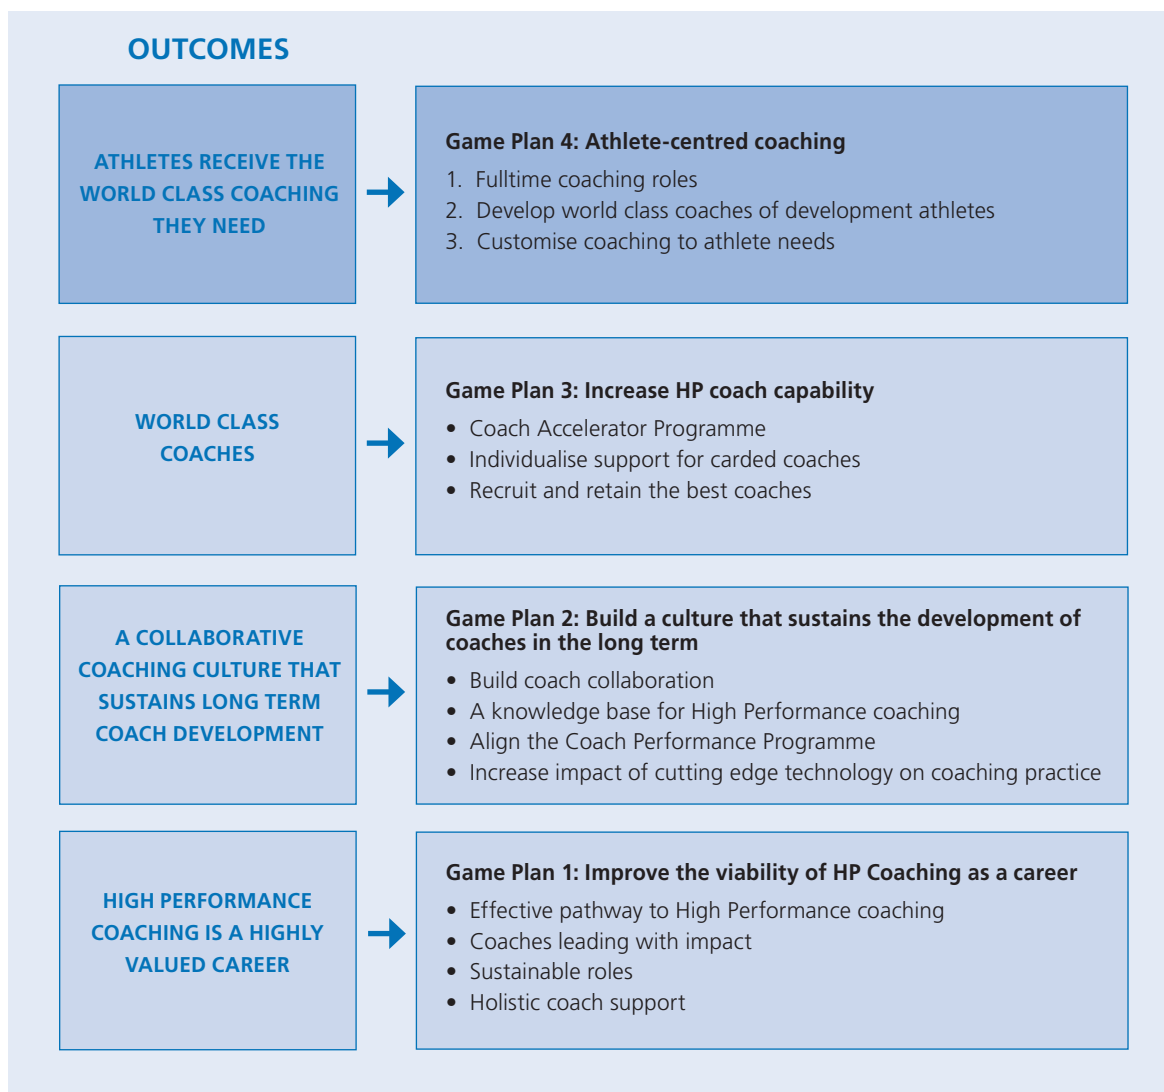 OUTCOMES
ATHLETES RECEIVE THE
WORLD CLASS COACHING
THEY NEED
Game Plan 4: Athlete-centred coaching
1. Fulltime coaching roles
2. Develop world class coaches of development athletes
3. Customise coaching to athlete needs
WORLD CLASS
COACHES
Game Plan 3: Increase HP coach capability
• Coach Accelerator Programme
• Individualise support for carded coaches
• Recruit and retain the best coaches
A COLLABORATIVE
COACHING CULTURE THAT
SUSTAINS LONG TERM
COACH DEVELOPMENT
Game Plan 2: Build a culture that sustains the development of
coaches in the long term
• Build coach collaboration
• A knowledge base for High Performance coaching
• Align the Coach Performance Programme
• Increase impact of cutting edge technology on coaching practice
HIGH PERFORMANCE
COACHING IS A HIGHLY
VALUED CAREER
Game Plan 1: Improve the viability of HP Coaching as a career
• Effective pathway to High Performance coaching
• Coaches leading with impact
• Sustainable roles
• Holistic coach support